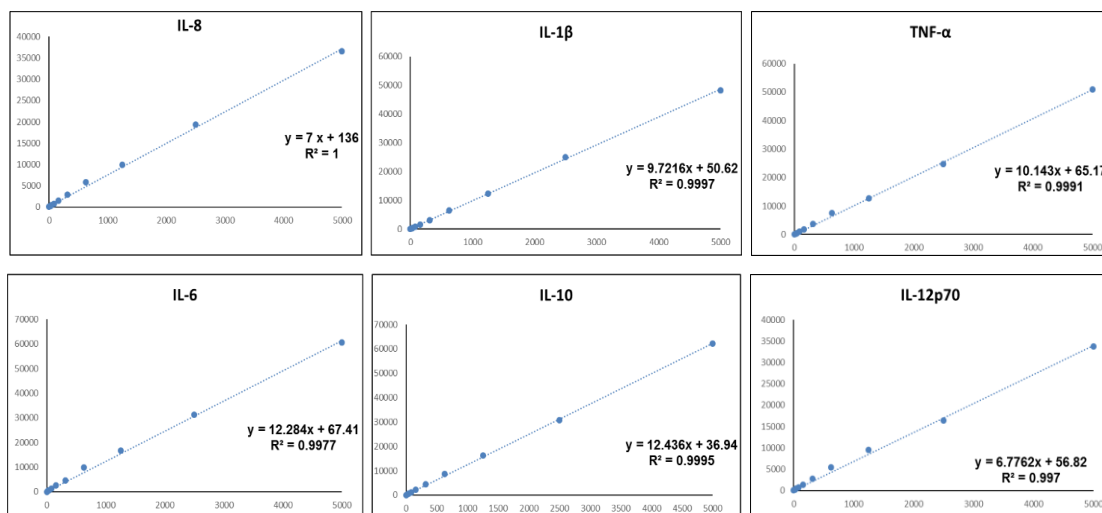 IL-8
40000
35000
30000
25000
20000
15000
10000
5000
0
0 1000 2000 3000 4000 5000
y = 7 x + 136
R² = 1
IL-1β
60000
50000
40000
30000
20000
10000
0
0 1000 2000 3000 4000 5000
y = 9.7216x + 50.62
R² = 0.9997
TNF-α
60000
50000
40000
30000
20000
10000
0
0 1000 2000 3000 4000 5000
y = 10.143x + 65.17
R² = 0.9991
IL-6
70000
60000
50000
40000
30000
20000
10000
0
0 1000 2000 3000 4000 5000
y = 12.284x + 67.41
R² = 0.9977
IL-10
70000
60000
50000
40000
30000
20000
10000
0
0 500 1000 1500 2000 2500 3000 3500 4000 4500 5000
y = 12.436x + 36.94
R² = 0.9995
IL-12p70
40000
35000
30000
25000
20000
15000
10000
5000
0
0 1000 2000 3000 4000 5000
y = 6.7762x + 56.82
R² = 0.997